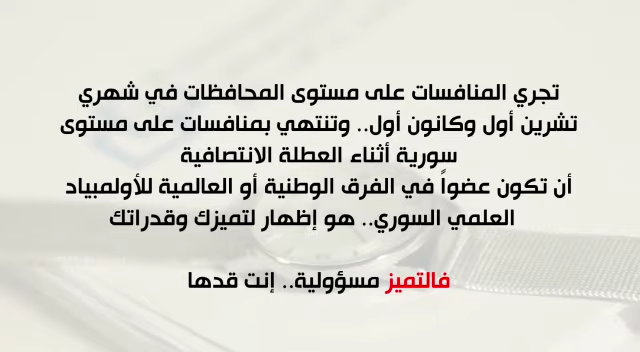 تجري المنافسات على مستوى المحافظات في شهري
تشرين أول وكانون أول.. وتنتهي بمنافسات على مستوى
سورية أثناء العطلة الانتصافية
أن تكون عضواً في الفرق الوطنية أو العالمية للأولمبياد
العلمي السوري.. هو إظهار لتميزك وقدراتك
فالتميز مسؤولية.. إنت قدها